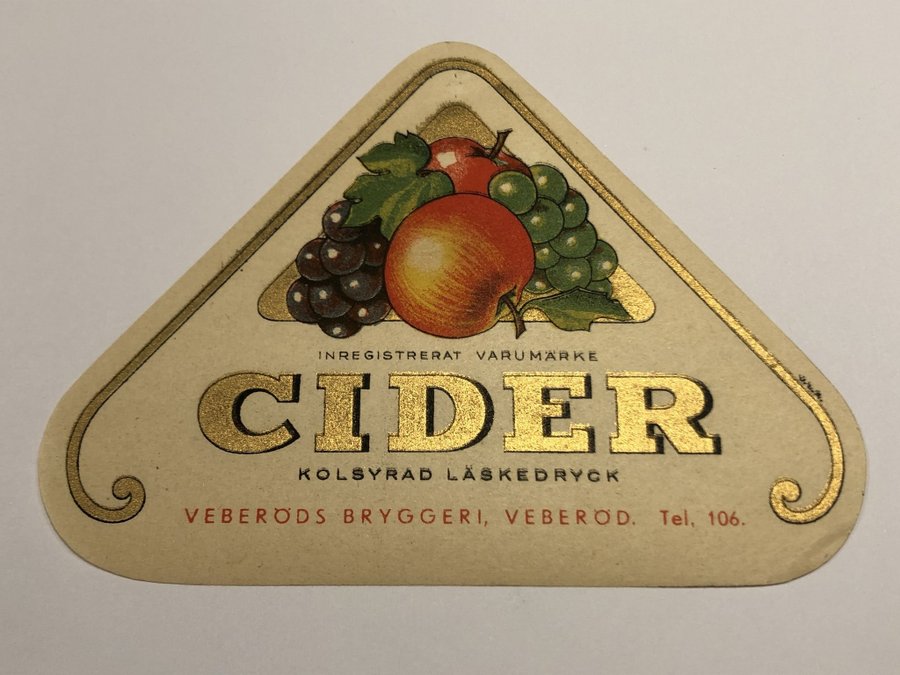 INREGISTRERAT VARUMÄRKE
CIDER
KOLSYRAD LÄSKEDRYCK
VEBERÖDS BRYGGERI, VEBERÖD. Tel. 106.